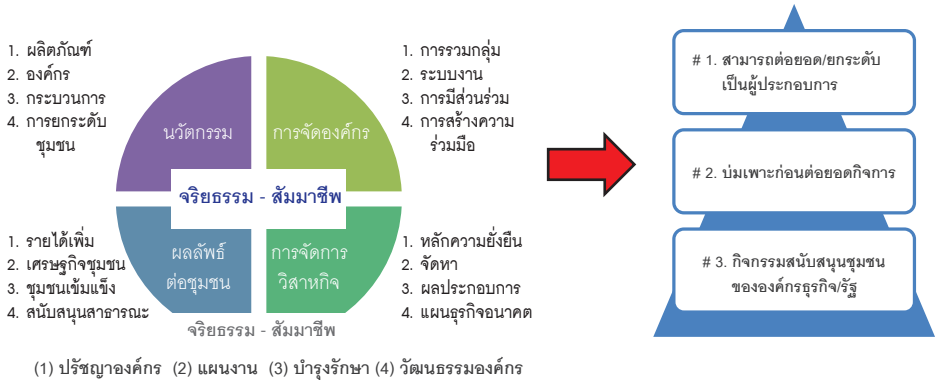 1. ผลิตภัณฑ์
2. องค์กร
3. กระบวนการ
4. การยกระดับ
ชุมชน
นวัตกรรม
การจัดองค์กร
1. การรวมกลุ่ม
2. ระบบงาน
3. การมีส่วนร่วม
4. การสร้างความ
ร่วมมือ
จริยธรรม - สัมมาชีพ
1. รายได้เพิ่ม
2. เศรษฐกิจชุมชน
3. ชุมชนเข้มแข็ง
4. สนับสนุนสาธารณะ
ผลลัพธ์
ต่อชุมชน
การจัดการ
วิสาหกิจ
1. หลักความยั่งยืน
2. จัดหา
3. ผลประกอบการ
4. แผนธุรกิจอนาคต
จริยธรรม - สัมมาชีพ
(1) ปรัชญาองค์กร (2) แผนงาน (3) บำรุงรักษา (4) วัฒนธรรมองค์กร
# 1. สามารถต่อยอด/ยกระดับ
เป็นผู้ประกอบการ
# 2. บ่มเพาะก่อนต่อยอดกิจการ
# 3. กิจกรรมสนับสนุนชุมชน
ขององค์กรธุรกิจ/รัฐ